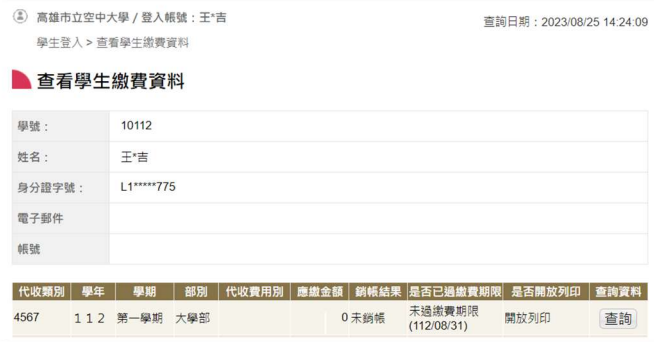 高雄市立空中大學 / 登入帳號：王*吉
查詢日期：2023/08/25 14:24:09
學生登入 > 查看學生繳費資料
查看學生繳費資料
學號： 10112
姓名： 王*吉
身分證字號： L1*****775
電子郵件
帳號
代收類別 學年 學期 部別 代收費用別 應繳金額 銷帳結果 是否已過繳費期限 是否開放列印 查詢資料
4567 １１２ 第一學期 大學部 0 未銷帳 未過繳費期限 開放列印 查詢
(112/08/31)